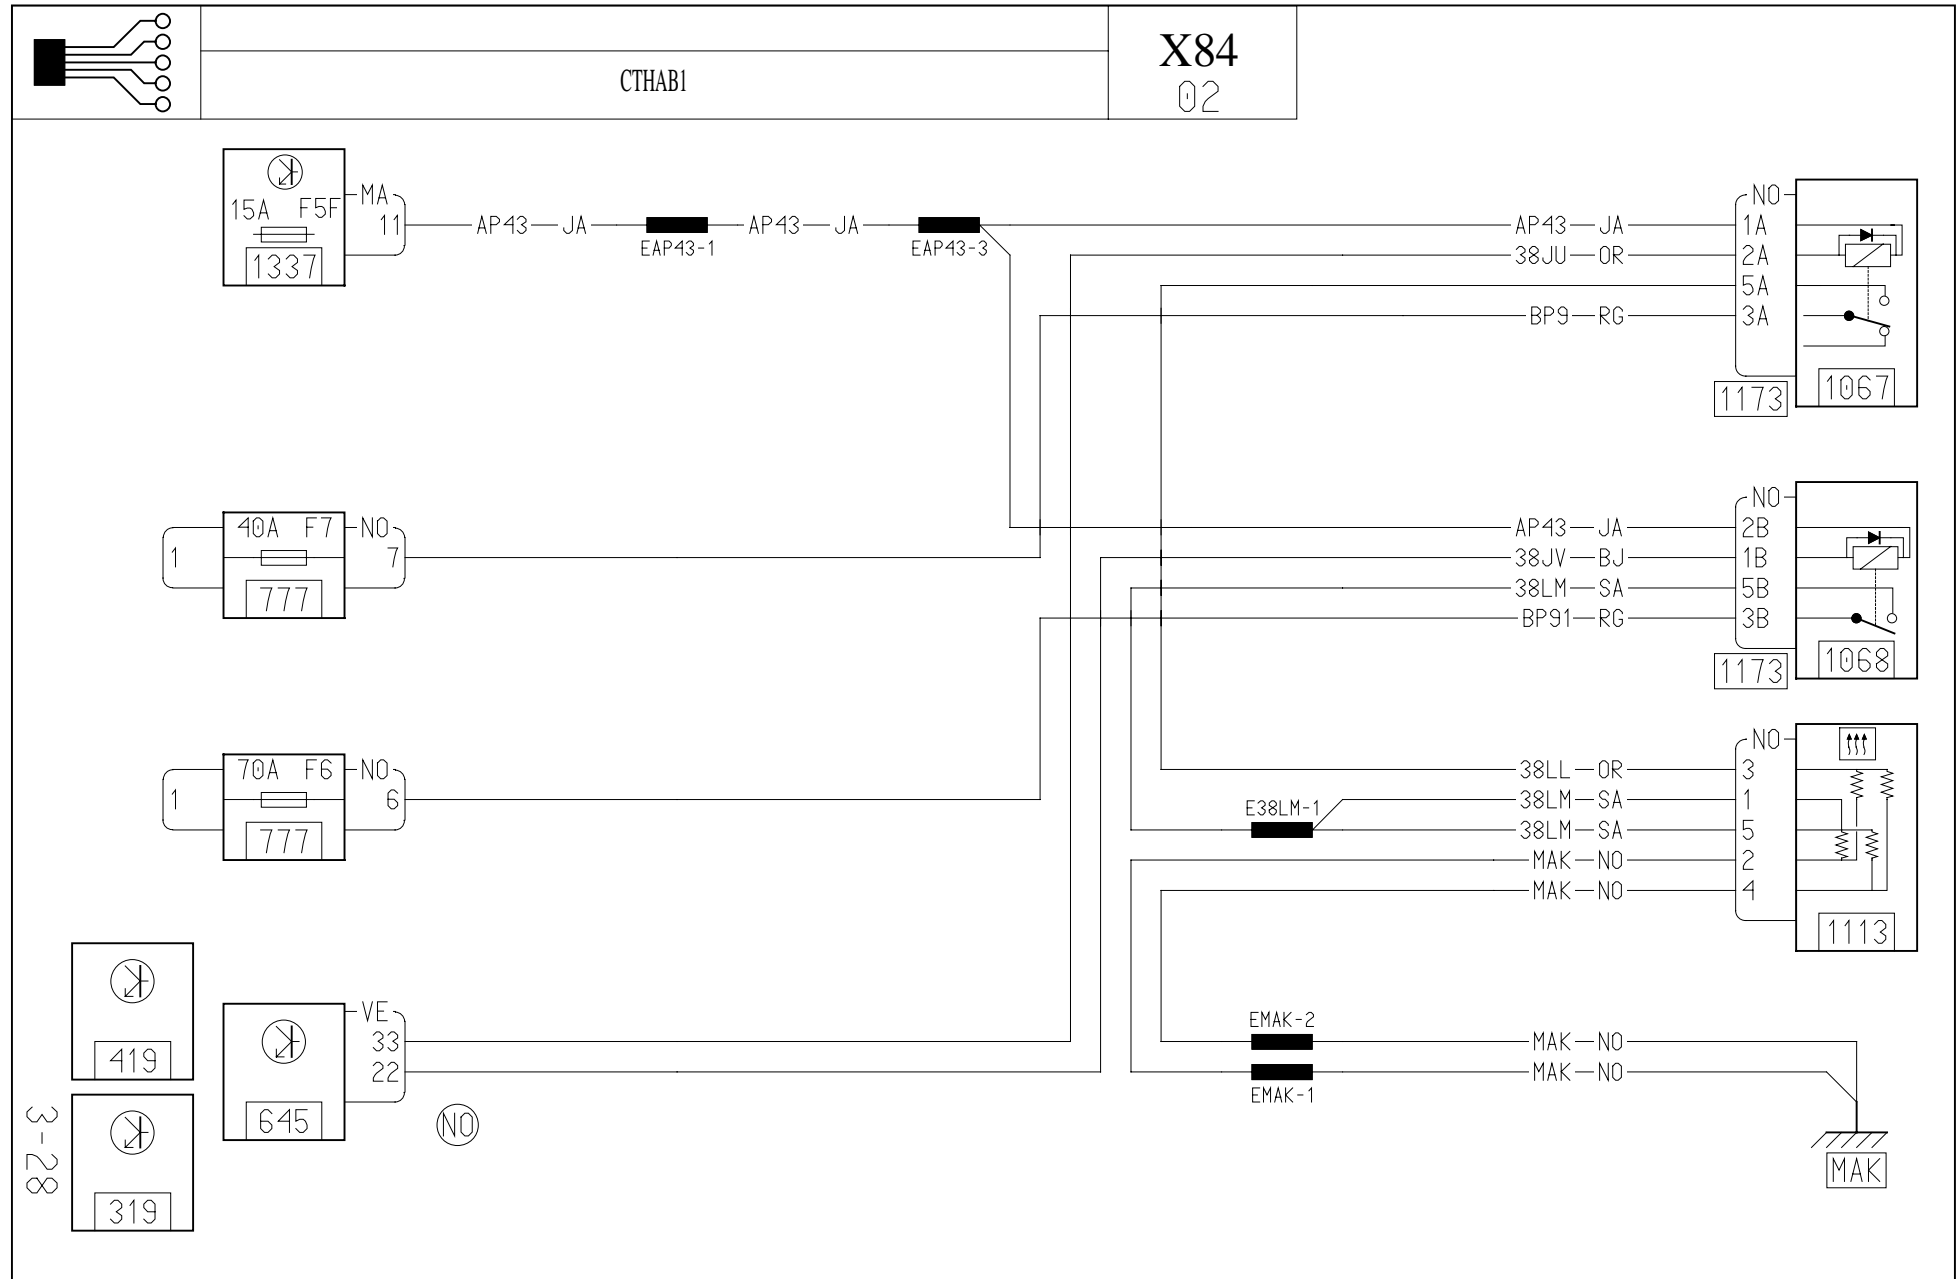 CTHAB1
X84
02
15A F5F
MA
11
1337
AP43 JA
EAP43-1
AP43 JA
EAP43-3
AP43 JA
38JU OR
BP9 RG
NO
1A
2A
5A
3A
1173
1067
1
40A F7
NO
7
777
AP43 JA
38JV BJ
38LM SA
BP91 RG
NO
2B
1B
5B
3B
1173
1068
1
70A F6
NO
6
777
E38LM-1
38LL OR
38LM SA
38LM SA
MAK NO
MAK NO
NO
3
1
5
2
4
1113
419
319
3-28
VE
33
22
645
NO
EMAK-2
MAK NO
MAK NO
EMAK-1
MAK